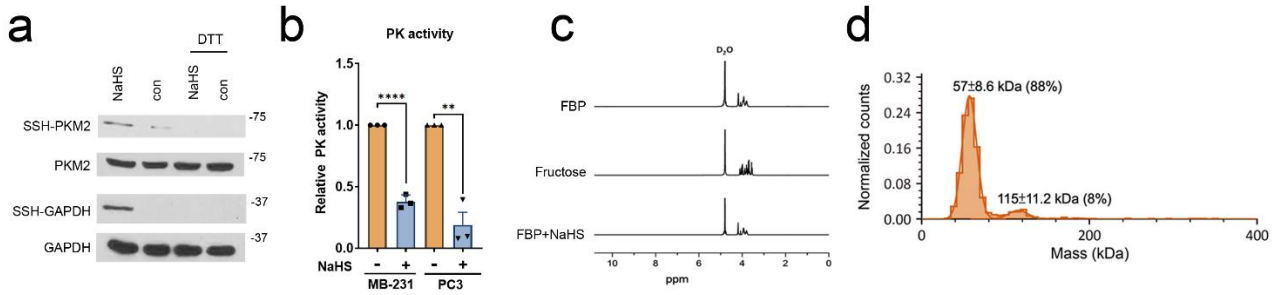 a
DTT
NaHS
con
NaHS
con
SSH-PKM2
-75
PKM2
-75
SSH-GAPDH
-37
GAPDH
-37
b
PK activity
Relative PK activity
1.5
1.0
0.5
0.0
****
**
NaHS
- + - +
MB-231 PC3
c
D2O
FBP
Fructose
FBP+NaHS
10 8 6 4 2 0
ppm
d
Normalized counts
0.32
0.24
0.16
0.08
0.00
57±8.6 kDa (88%)
115±11.2 kDa (8%)
0 200 400
Mass (kDa)